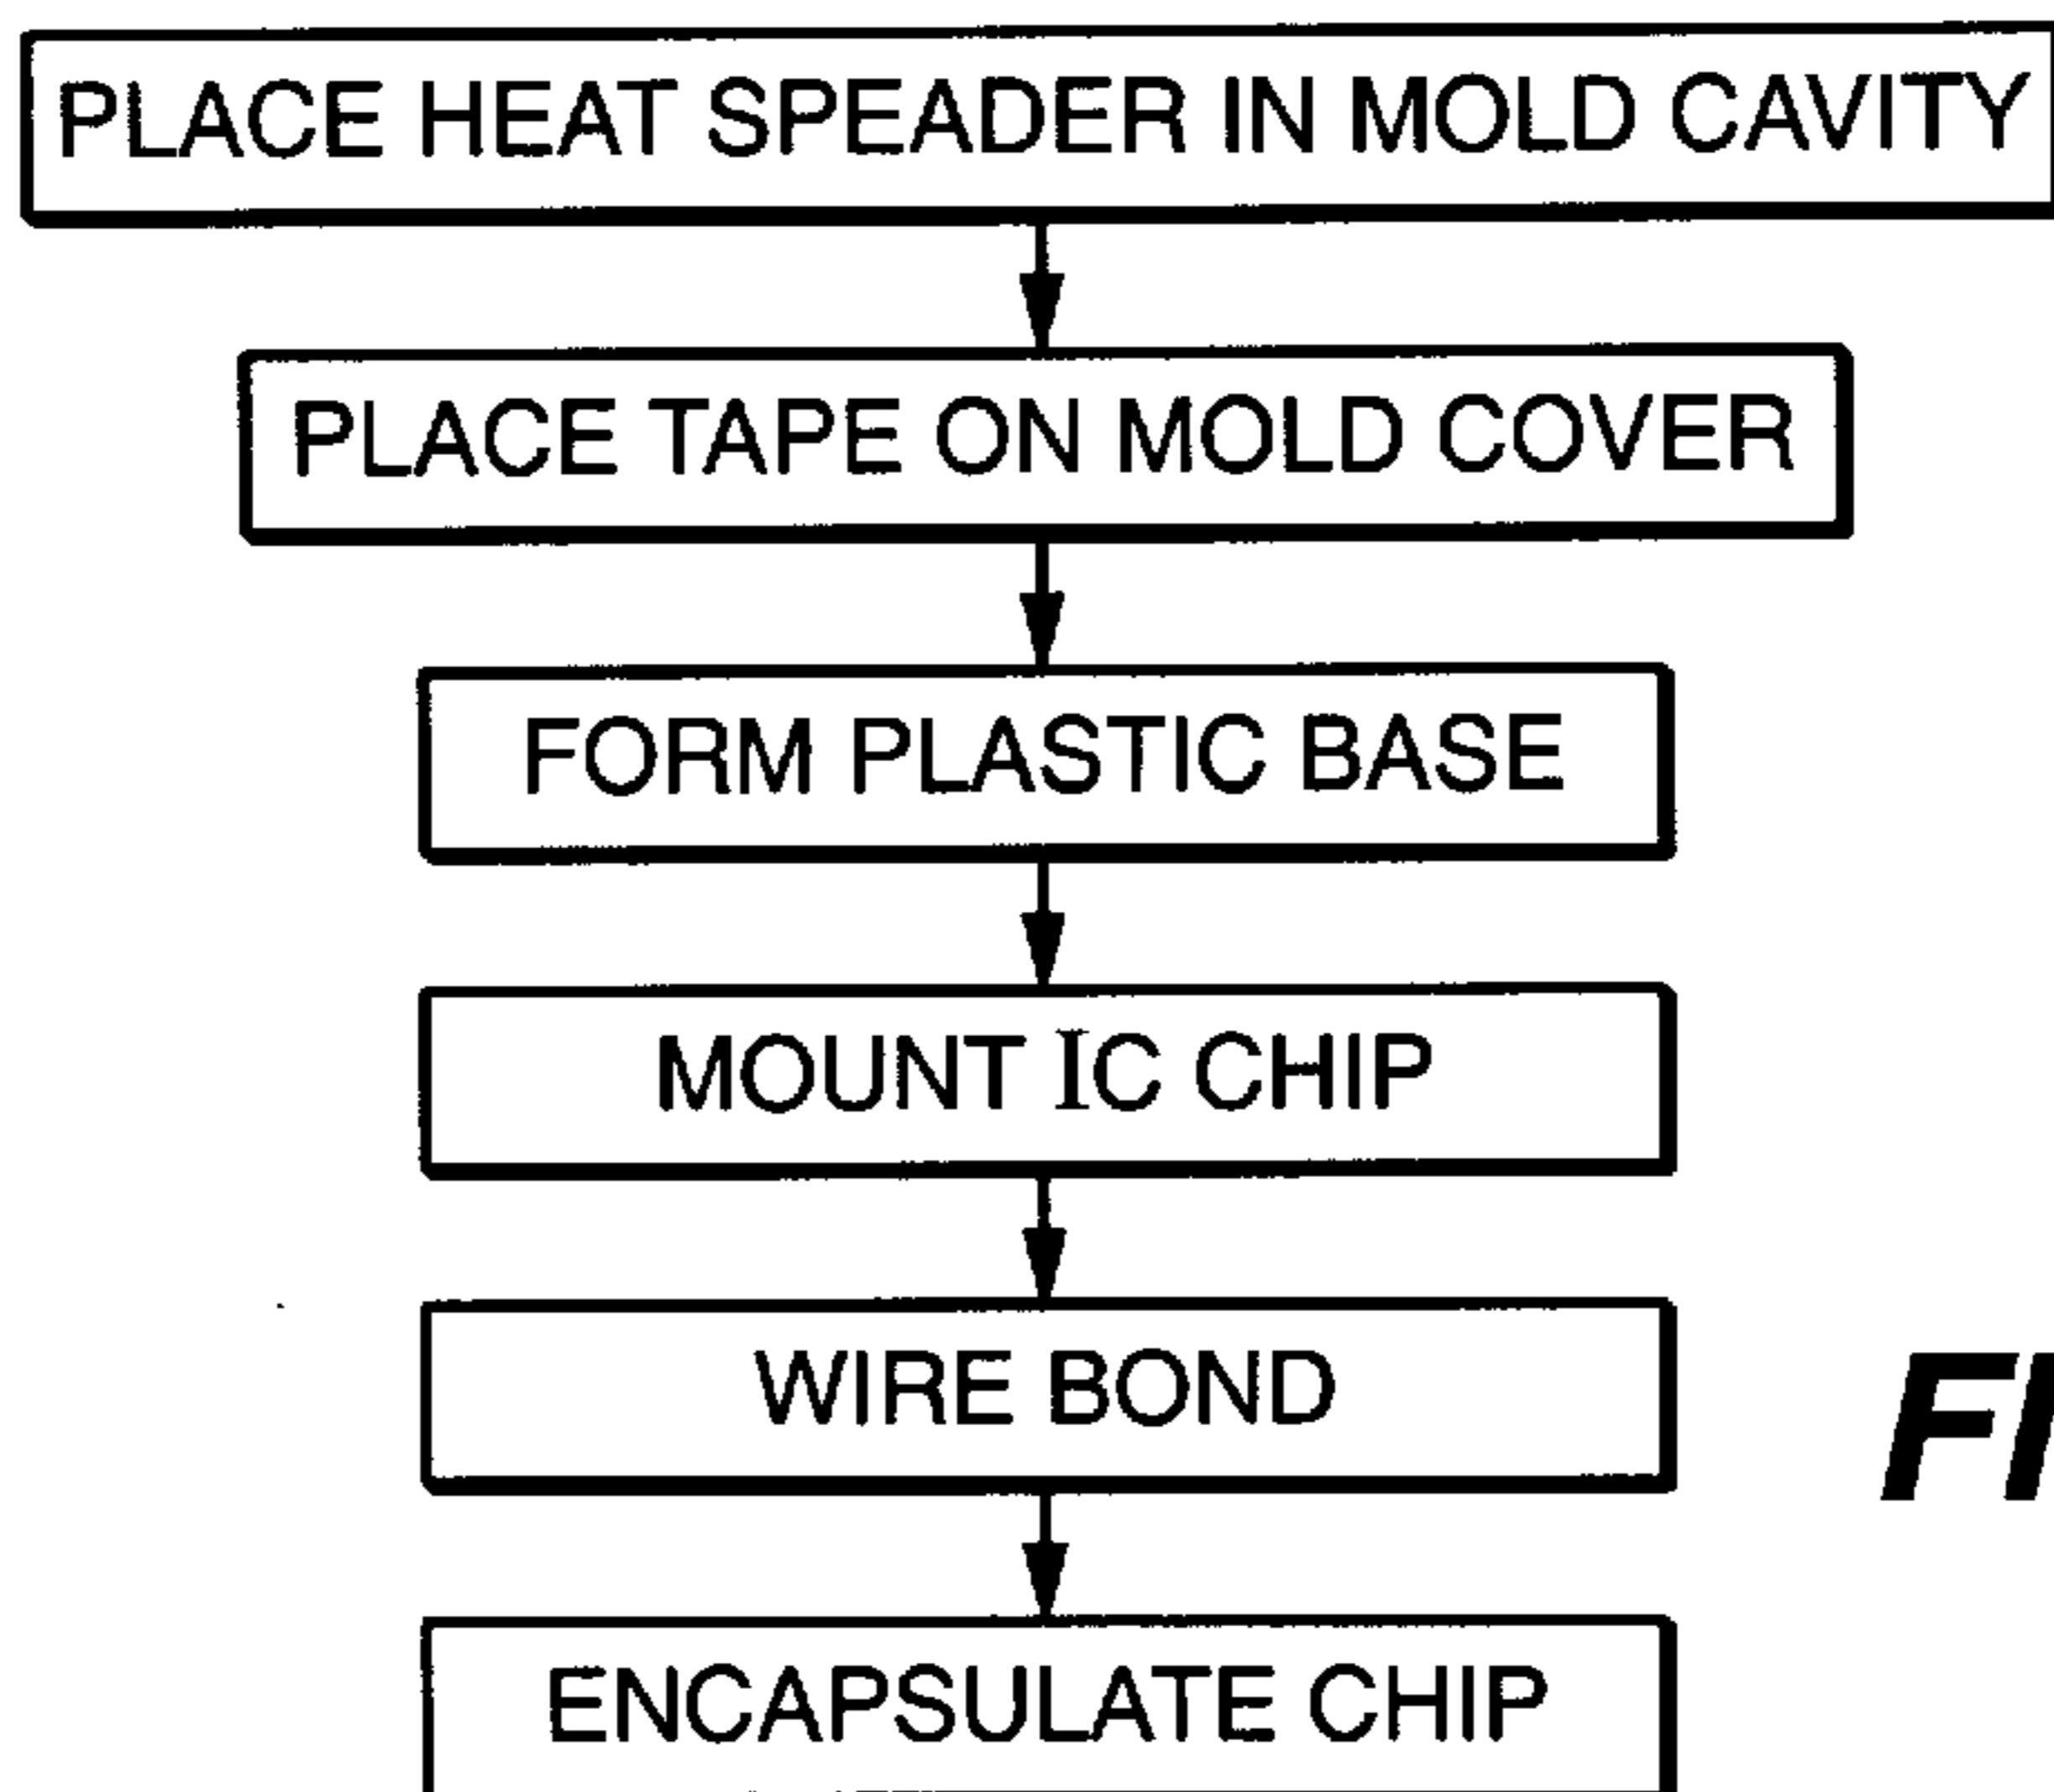 PLACE HEAT SPEADER IN MOLD CAVITY
PLACE TAPE ON MOLD COVER
FORM PLASTIC BASE
MOUNT IC CHIP
WIRE BOND
ENCAPSULATE CHIP